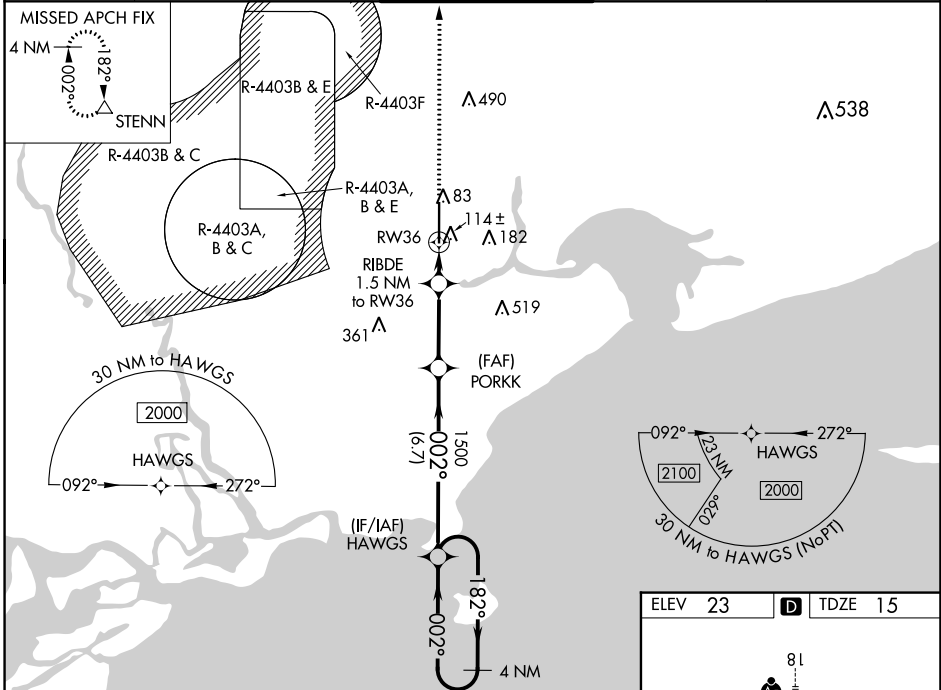 MISSED APCH FIX
4 NM
002°
182°
STENN
R-4403B & E
R-4403F
490
538
R-4403B & C
R-4403A,
B & E
R-4403A,
B & C
83
114 ±
RW36
182
RIBDE
1.5 NM
to RW36
519
361
(FAF)
PORKK
30 NM to HAWGS
2000
HAWGS
092°
272°
1500
002°
(6.7)
092°
272°
HAWGS
23 NM
2100
029°
2000
30 NM to HAWGS (NoPT)
(IF/IAF)
HAWGS
182°
002°
4 NM
ELEV 23
D
TDZE 15
18